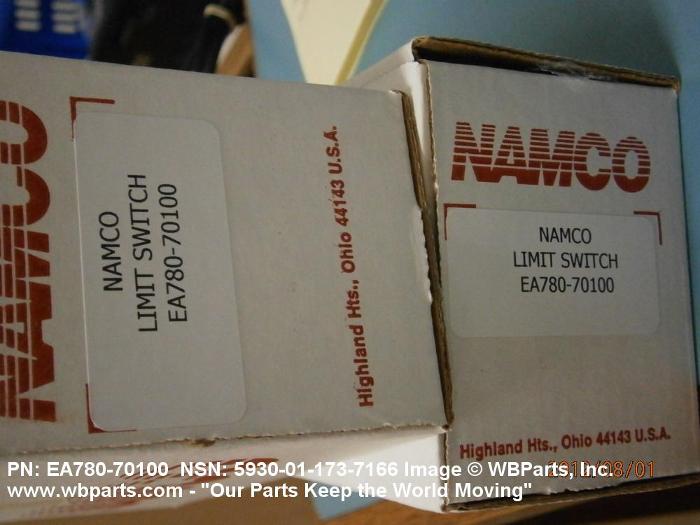 NAMCO
NAMCO
LIMIT SWITCH
EA780-70100
Highland Hts., Ohio 44143 U.S.A.
NAMCO
NAMCO
LIMIT SWITCH
EA780-70100
Highland Hts., Ohio 44143 U.S.A.
PN: EA780-70100 NSN: 5930-01-173-7166 Image © WBParts, Inc.
www.wbparts.com - "Our Parts Keep the World Moving"